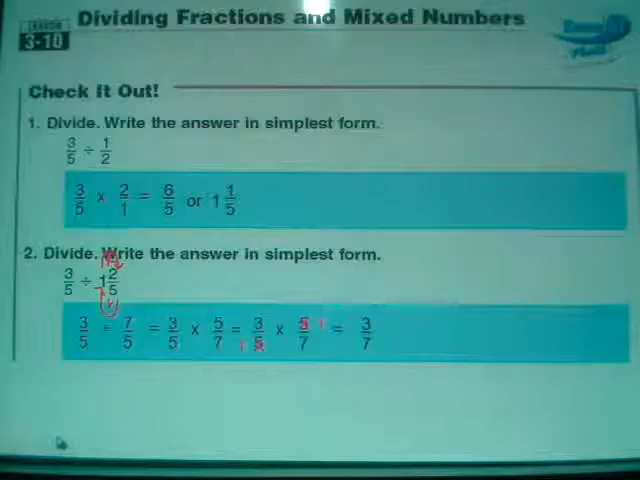 LESSON
3-10
Dividing Fractions and Mixed Numbers
Check It Out!
1. Divide. Write the answer in simplest form.
3/5 ÷ 1/2
3/5 x 2/1 = 6/5 or 1 1/5
2. Divide. Write the answer in simplest form.
3/5 ÷ 1 2/5
3/5 ÷ 7/5 = 3/5 x 5/7 = 3/5 x 5/7 = 3/7